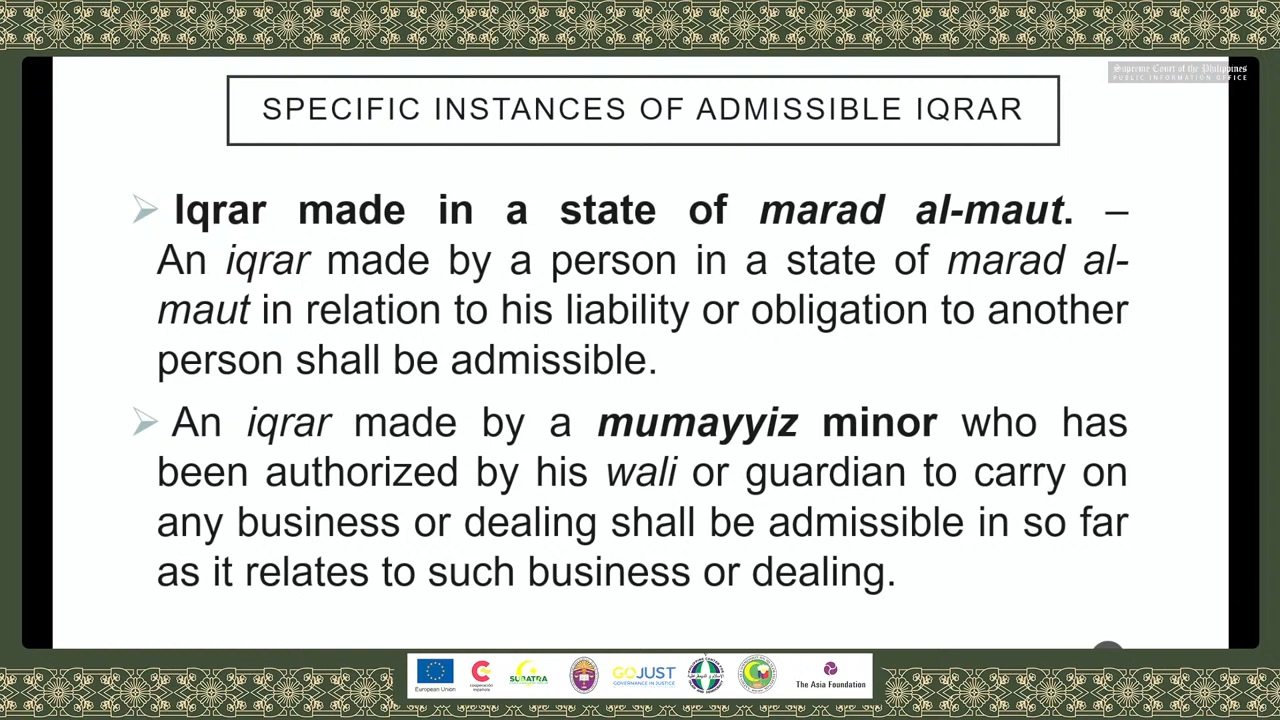 Supreme Court of the Philippines
PUBLIC INFORMATION OFFICE
SPECIFIC INSTANCES OF ADMISSIBLE IQRAR
Iqrar made in a state of marad al-maut. –
An iqrar made by a person in a state of marad al-
maut in relation to his liability or obligation to another
person shall be admissible.
An iqrar made by a mumayyiz minor who has
been authorized by his wali or guardian to carry on
any business or dealing shall be admissible in so far
as it relates to such business or dealing.
European Union
cooperación
española
SUBATRA
GOJUST
GOVERNANCE IN JUSTICE
The Asia Foundation